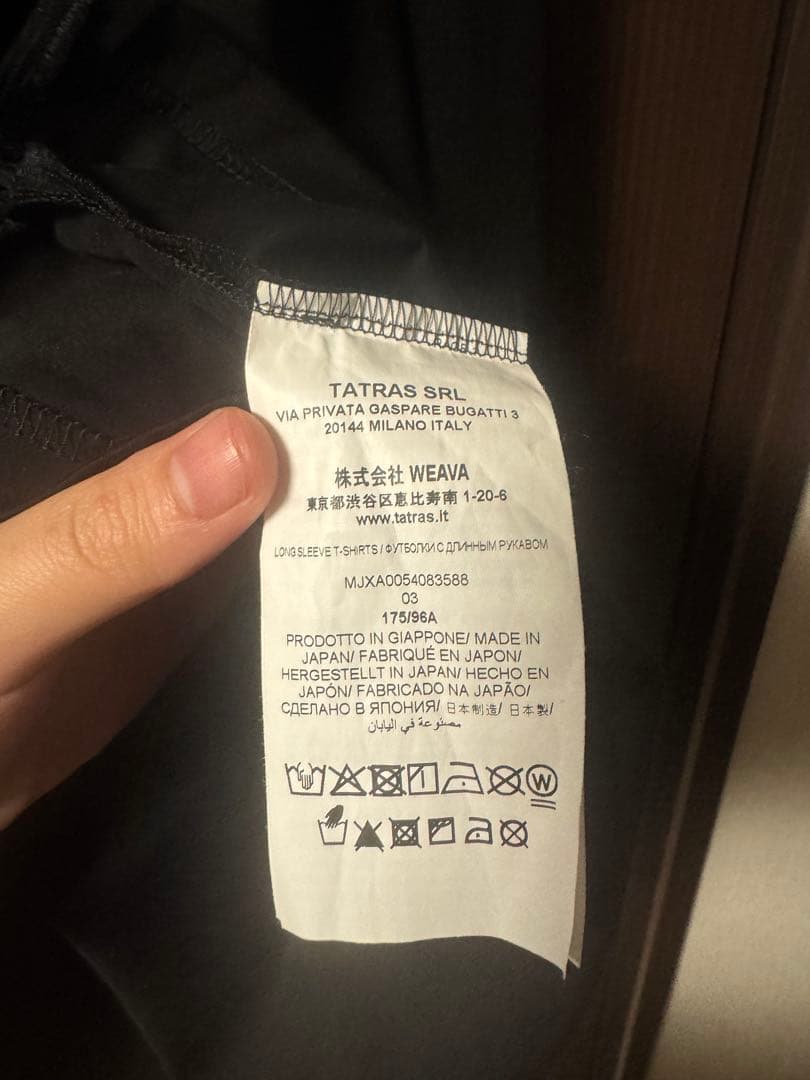 TATRAS SRL
VIA PRIVATA GASPARE BUGATTI 3
20144 MILANO ITALY
株式会社 WEAVA
東京都渋谷区恵比寿南 1-20-6
www.tatras.it
LONG SLEEVE T-SHIRTS / ФУТБОЛКИ С ДЛИННЫМ РУКАВОМ
MJXA0054083588
03
175/96A
PRODOTTO IN GIAPPONE/ MADE IN
JAPAN/ FABRIQUÉ EN JAPON/
HERGESTELLT IN JAPAN/ HECHO EN
JAPÓN/ FABRICADO NA JAPÃO/
СДЕЛАНО В ЯПОНИЯ/ 日本制造/ 日本製/
مصنوعة في اليابان
W